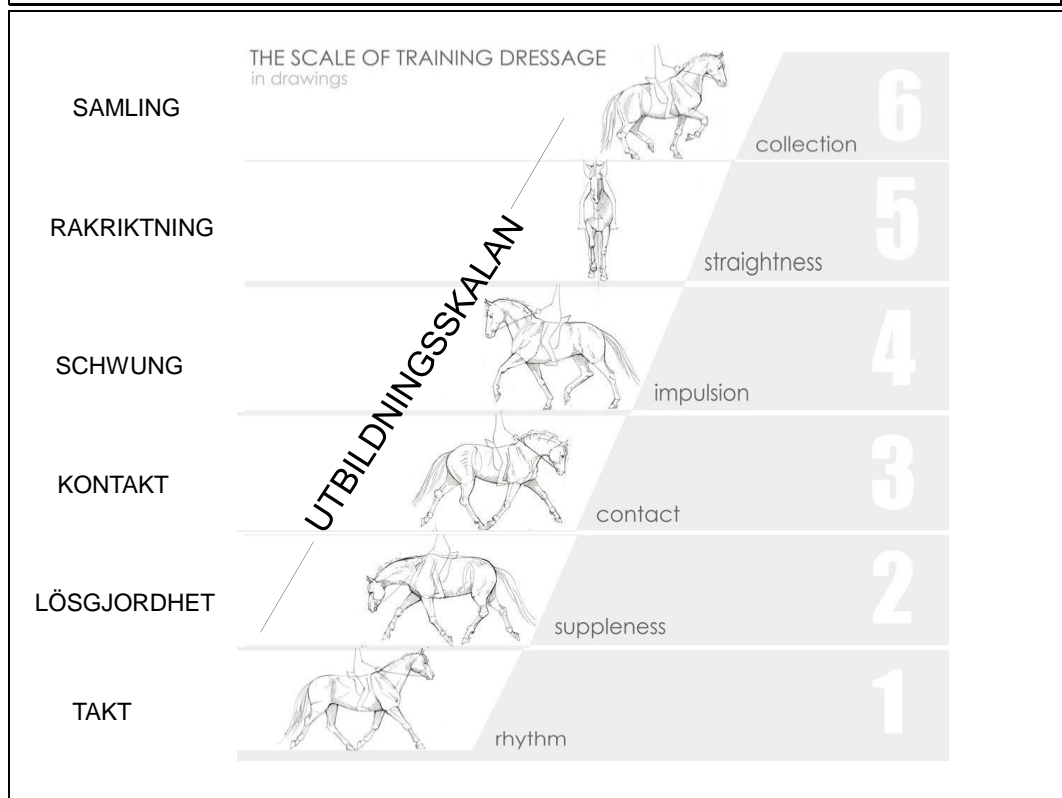 THE SCALE OF TRAINING DRESSAGE
in drawings
SAMLING
collection
6
RAKRIKTNING
straightness
5
UTBILDNINGSSKALAN
SCHWUNG
impulsion
4
KONTAKT
contact
3
LÖSGJORDHET
suppleness
2
TAKT
rhythm
1